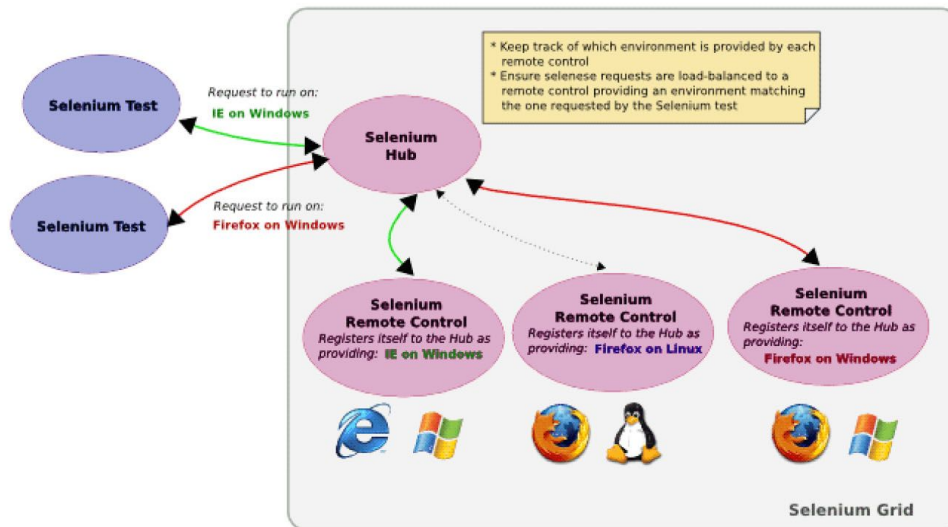 * Keep track of which environment is provided by each
remote control
* Ensure selenese requests are load-balanced to a
remote control providing an environment matching
the one requested by the Selenium test
Selenium Test
Request to run on:
IE on Windows
Selenium
Hub
Selenium Test
Request to run on:
Firefox on Windows
Selenium
Remote Control
Registers itself to the Hub as
providing: IE on Windows
Selenium
Remote Control
Registers itself to the Hub as
providing: Firefox on Linux
Selenium
Remote Control
Registers itself to the Hub as
providing:
Firefox on Windows
Selenium Grid